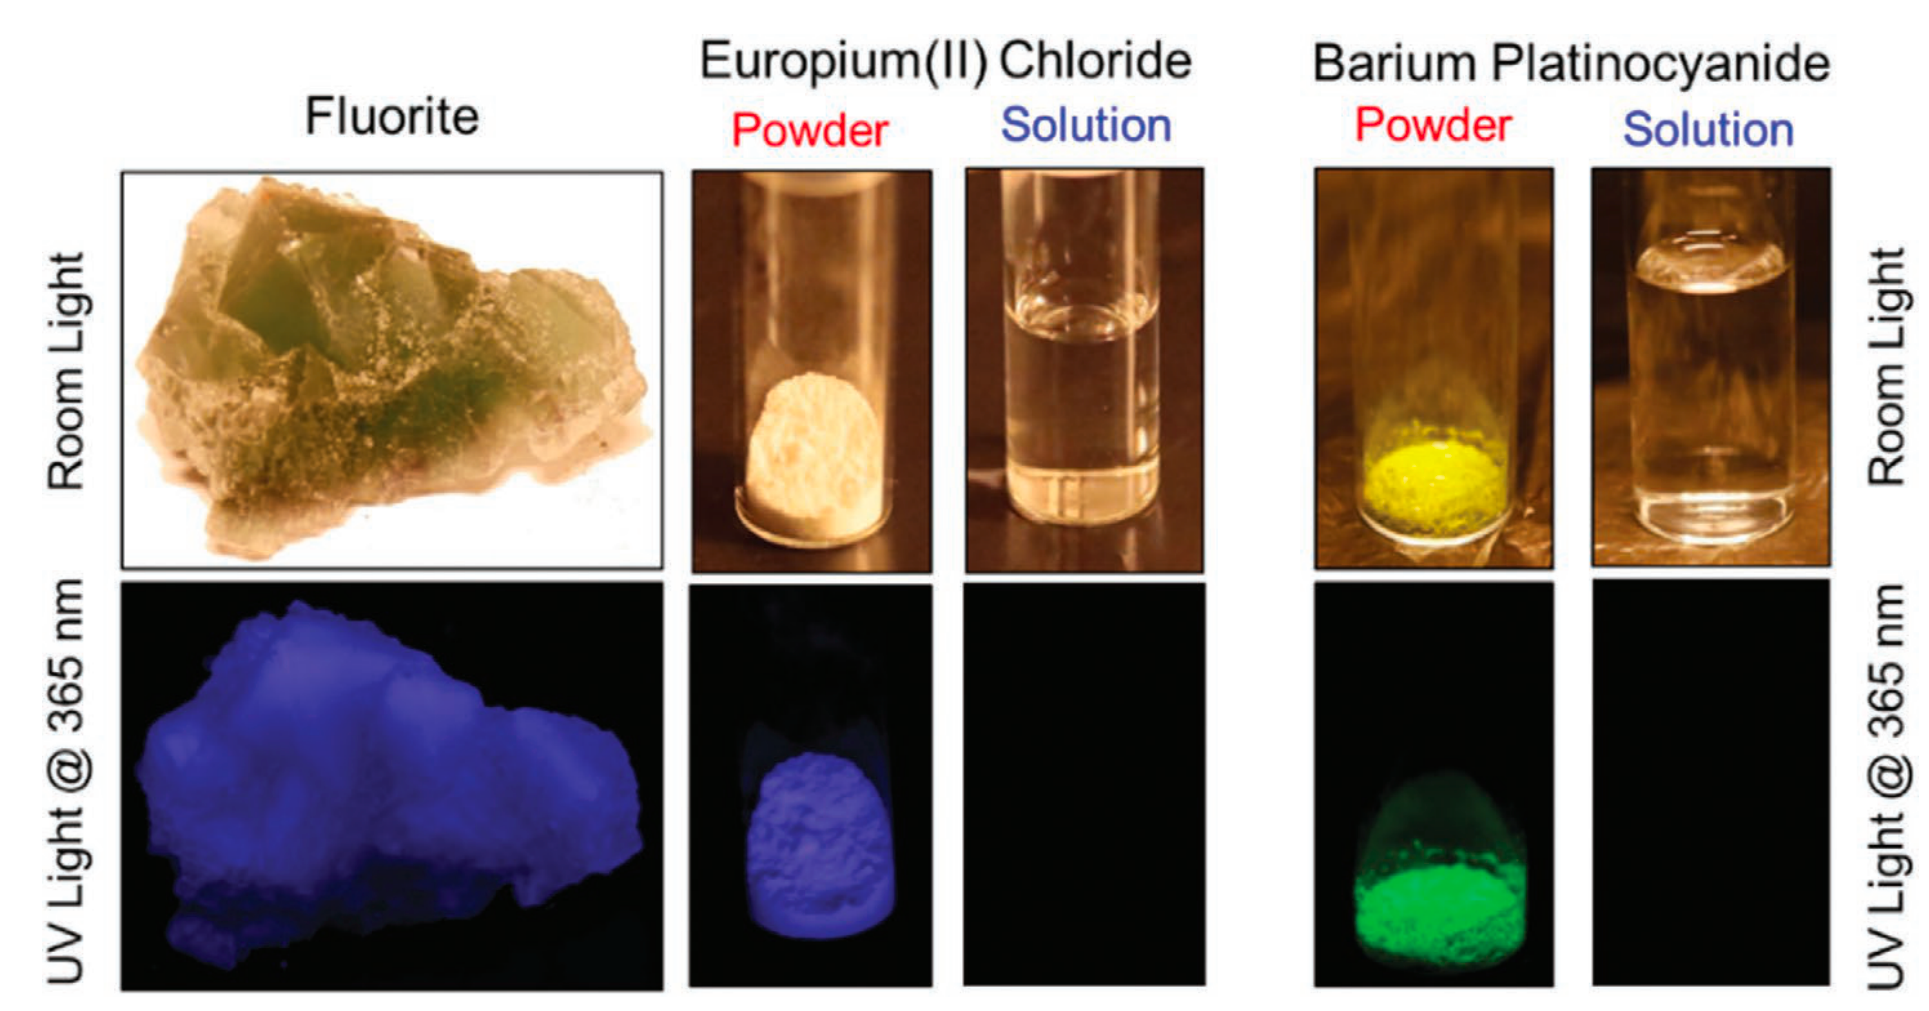 Europium(II) Chloride
Barium Platinocyanide
Fluorite
Powder
Solution
Powder
Solution
Room Light
Room Light
UV Light @ 365 nm
UV Light @ 365 nm